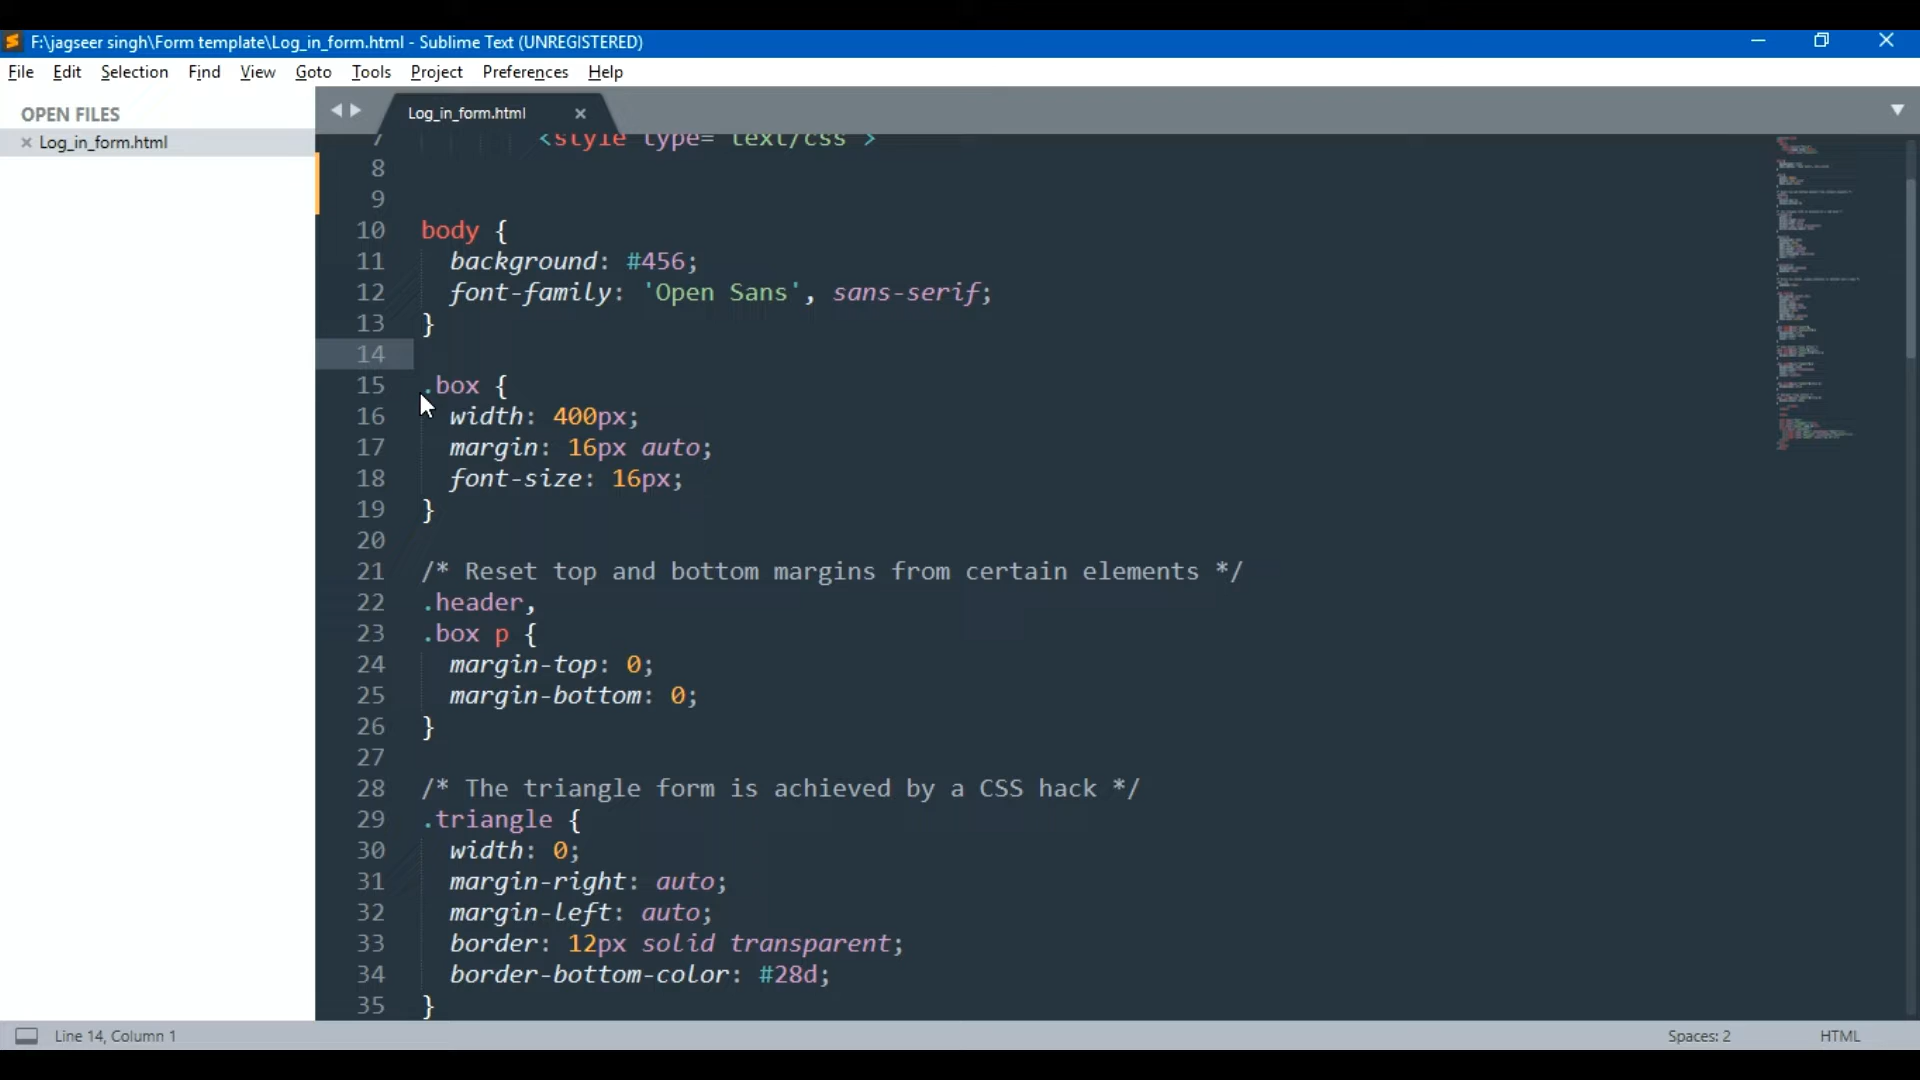 F:\jagseer singh\Form template\Log_in_form.html - Sublime Text (UNREGISTERED)
File Edit Selection Find View Goto Tools Project Preferences Help
OPEN FILES
Log_in_form.html
Log_in_form.html
7 <style type="text/css">
8
9
10 body {
11 background: #456;
12 font-family: 'Open Sans', sans-serif;
13 }
14
15 .box {
16 width: 400px;
17 margin: 16px auto;
18 font-size: 16px;
19 }
20
21 /* Reset top and bottom margins from certain elements */
22 .header,
23 .box p {
24 margin-top: 0;
25 margin-bottom: 0;
26 }
27
28 /* The triangle form is achieved by a CSS hack */
29 .triangle {
30 width: 0;
31 margin-right: auto;
32 margin-left: auto;
33 border: 12px solid transparent;
34 border-bottom-color: #28d;
35 }
Line 14, Column 1 Spaces: 2 HTML